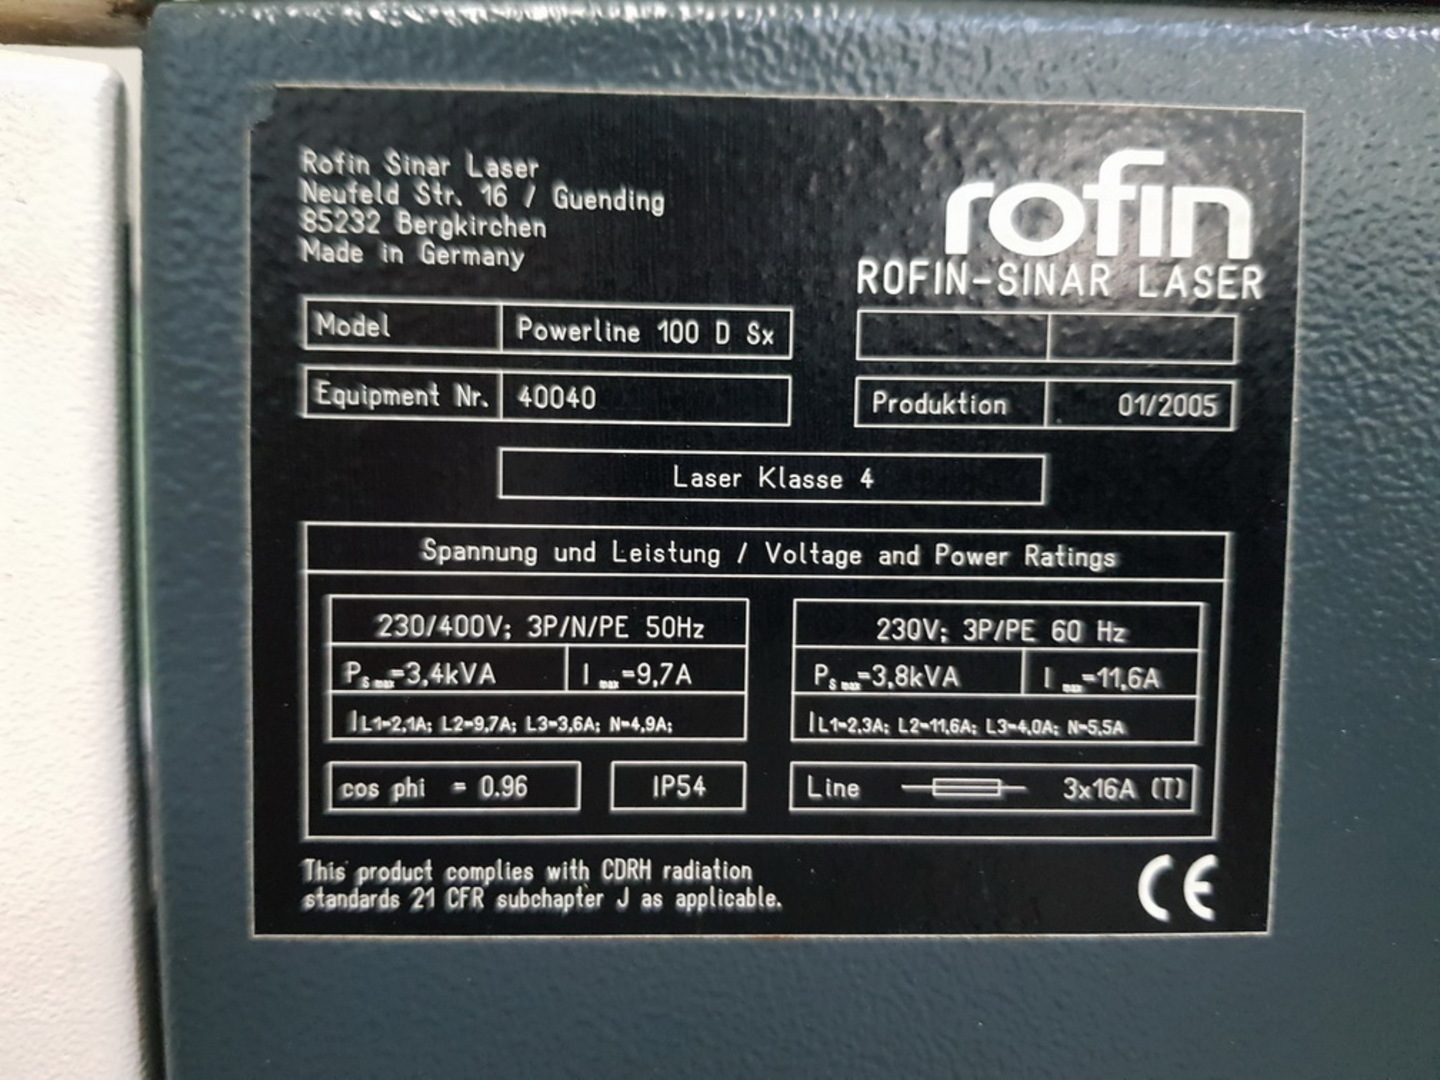 Rofin Sinar Laser
Neufeld Str. 16 / Guending
85232 Bergkirchen
Made in Germany
rofin
ROFIN-SINAR LASER
Model Powerline 100 D Sx
Equipment Nr. 40040
Produktion 01/2005
Laser Klasse 4
Spannung und Leistung / Voltage and Power Ratings
230/400V; 3P/N/PE 50Hz
PS max=3,4kVA I max=9,7A
I L1=2,1A; L2=9,7A; L3=3,6A; N=4,9A;
230V; 3P/PE 60 Hz
PS max=3,8kVA I max=11,6A
I L1=2,3A; L2=11,6A; L3=4,0A; N=5,5A
cos phi = 0.96
IP54
Line 3x16A (T)
This product complies with CDRH radiation
standards 21 CFR subchapter J as applicable.
CE